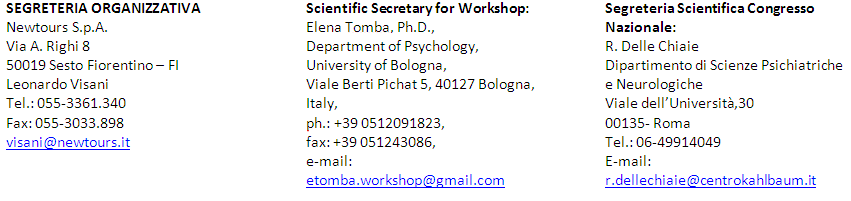 SEGRETERIA ORGANIZZATIVA
Newtours S.p.A.
Via A. Righi 8
50019 Sesto Fiorentino – FI
Leonardo Visani
Tel.: 055-3361.340
Fax: 055-3033.898
visani@newtours.it
Scientific Secretary for Workshop:
Elena Tomba, Ph.D.,
Department of Psychology,
University of Bologna,
Viale Berti Pichat 5, 40127 Bologna,
Italy,
ph.: +39 0512091823,
fax: +39 051243086,
e-mail:
etomba.workshop@gmail.com
Segreteria Scientifica Congresso
Nazionale:
R. Delle Chiaie
Dipartimento di Scienze Psichiatriche
e Neurologiche
Viale dell’Università,30
00135- Roma
Tel.: 06-49914049
E-mail:
r.dellechiaie@centrokahlbaum.it